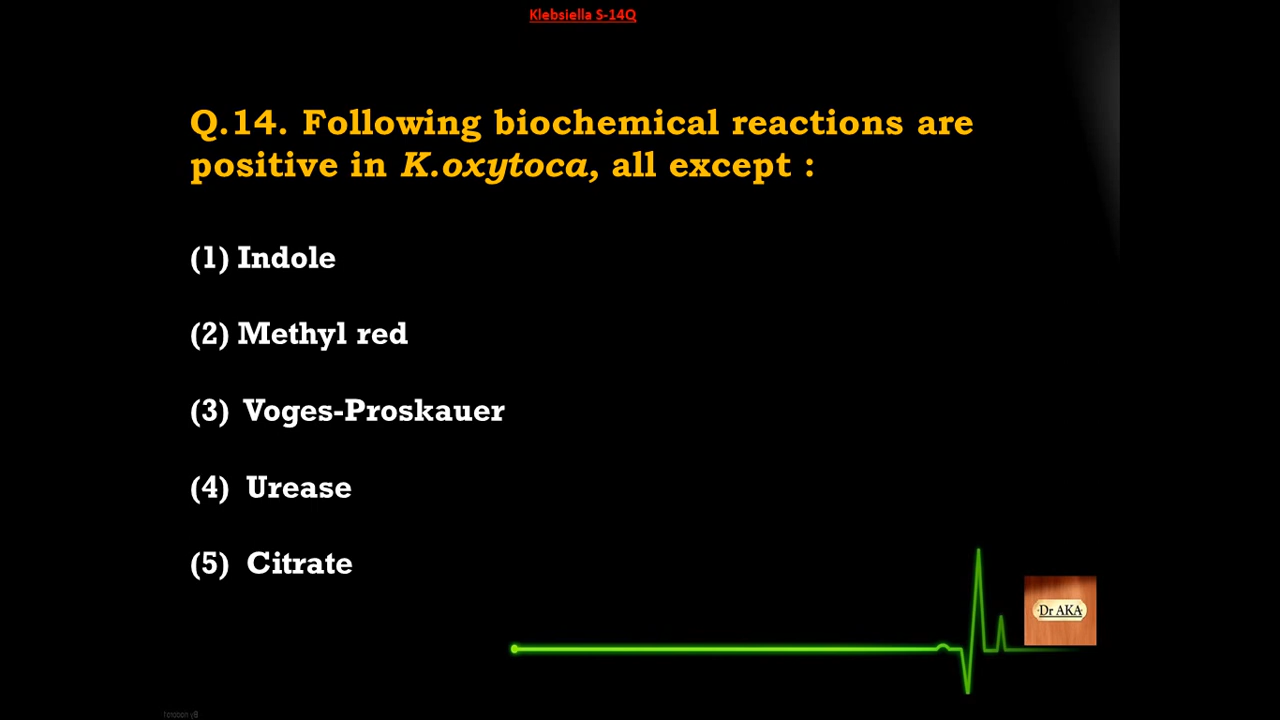 Klebsiella S-14Q
Q.14. Following biochemical reactions are
positive in K.oxytoca, all except :
(1) Indole
(2) Methyl red
(3) Voges-Proskauer
(4) Urease
(5) Citrate
Dr AKA